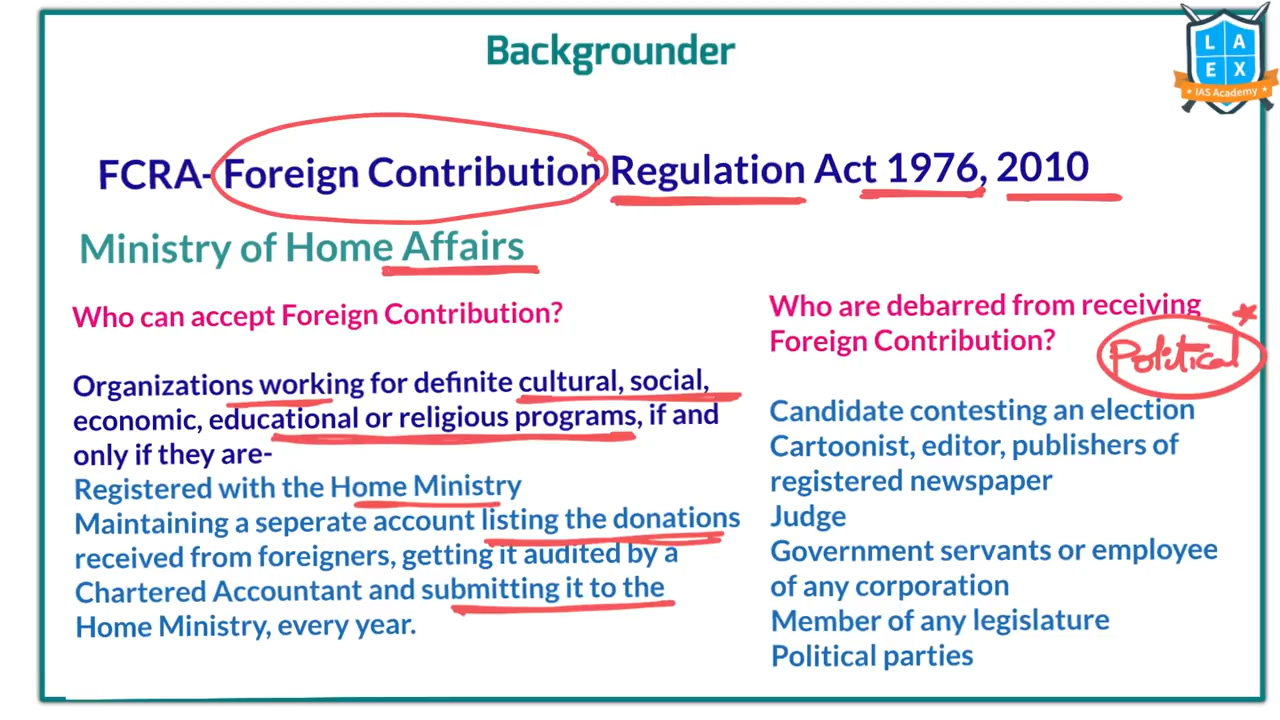 Backgrounder
L A
E X
IAS Academy
FCRA- Foreign Contribution Regulation Act 1976, 2010
Ministry of Home Affairs
Who can accept Foreign Contribution?
Organizations working for definite cultural, social,
economic, educational or religious programs, if and
only if they are-
Registered with the Home Ministry
Maintaining a seperate account listing the donations
received from foreigners, getting it audited by a
Chartered Accountant and submitting it to the
Home Ministry, every year.
Who are debarred from receiving
Foreign Contribution?
Political
Candidate contesting an election
Cartoonist, editor, publishers of
registered newspaper
Judge
Government servants or employee
of any corporation
Member of any legislature
Political parties